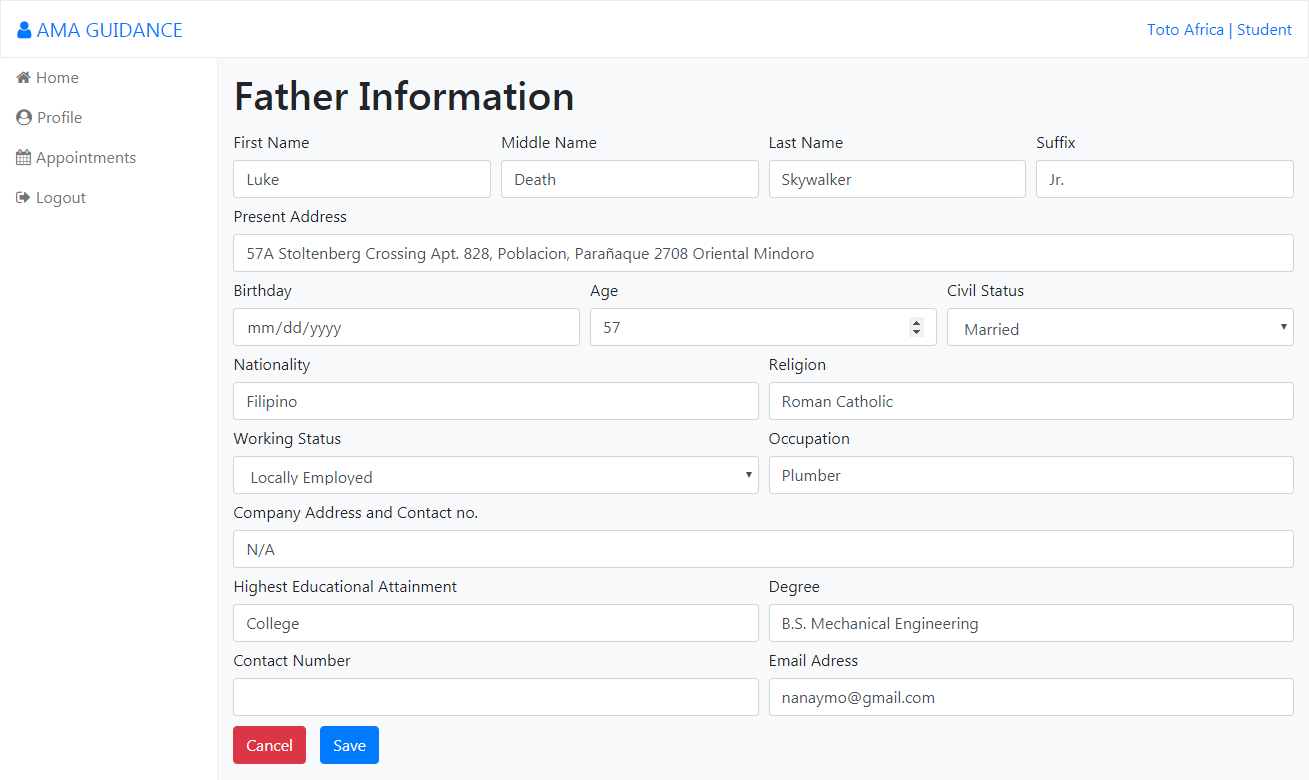 AMA GUIDANCE
Toto Africa | Student
Home
Profile
Appointments
Logout
Father Information
First Name Middle Name Last Name Suffix
Luke Death Skywalker Jr.
Present Address
57A Stoltenberg Crossing Apt. 828, Poblacion, Parañaque 2708 Oriental Mindoro
Birthday Age Civil Status
mm/dd/yyyy 57 Married
Nationality Religion
Filipino Roman Catholic
Working Status Occupation
Locally Employed Plumber
Company Address and Contact no.
N/A
Highest Educational Attainment Degree
College B.S. Mechanical Engineering
Contact Number Email Adress
nanaymo@gmail.com
Cancel Save